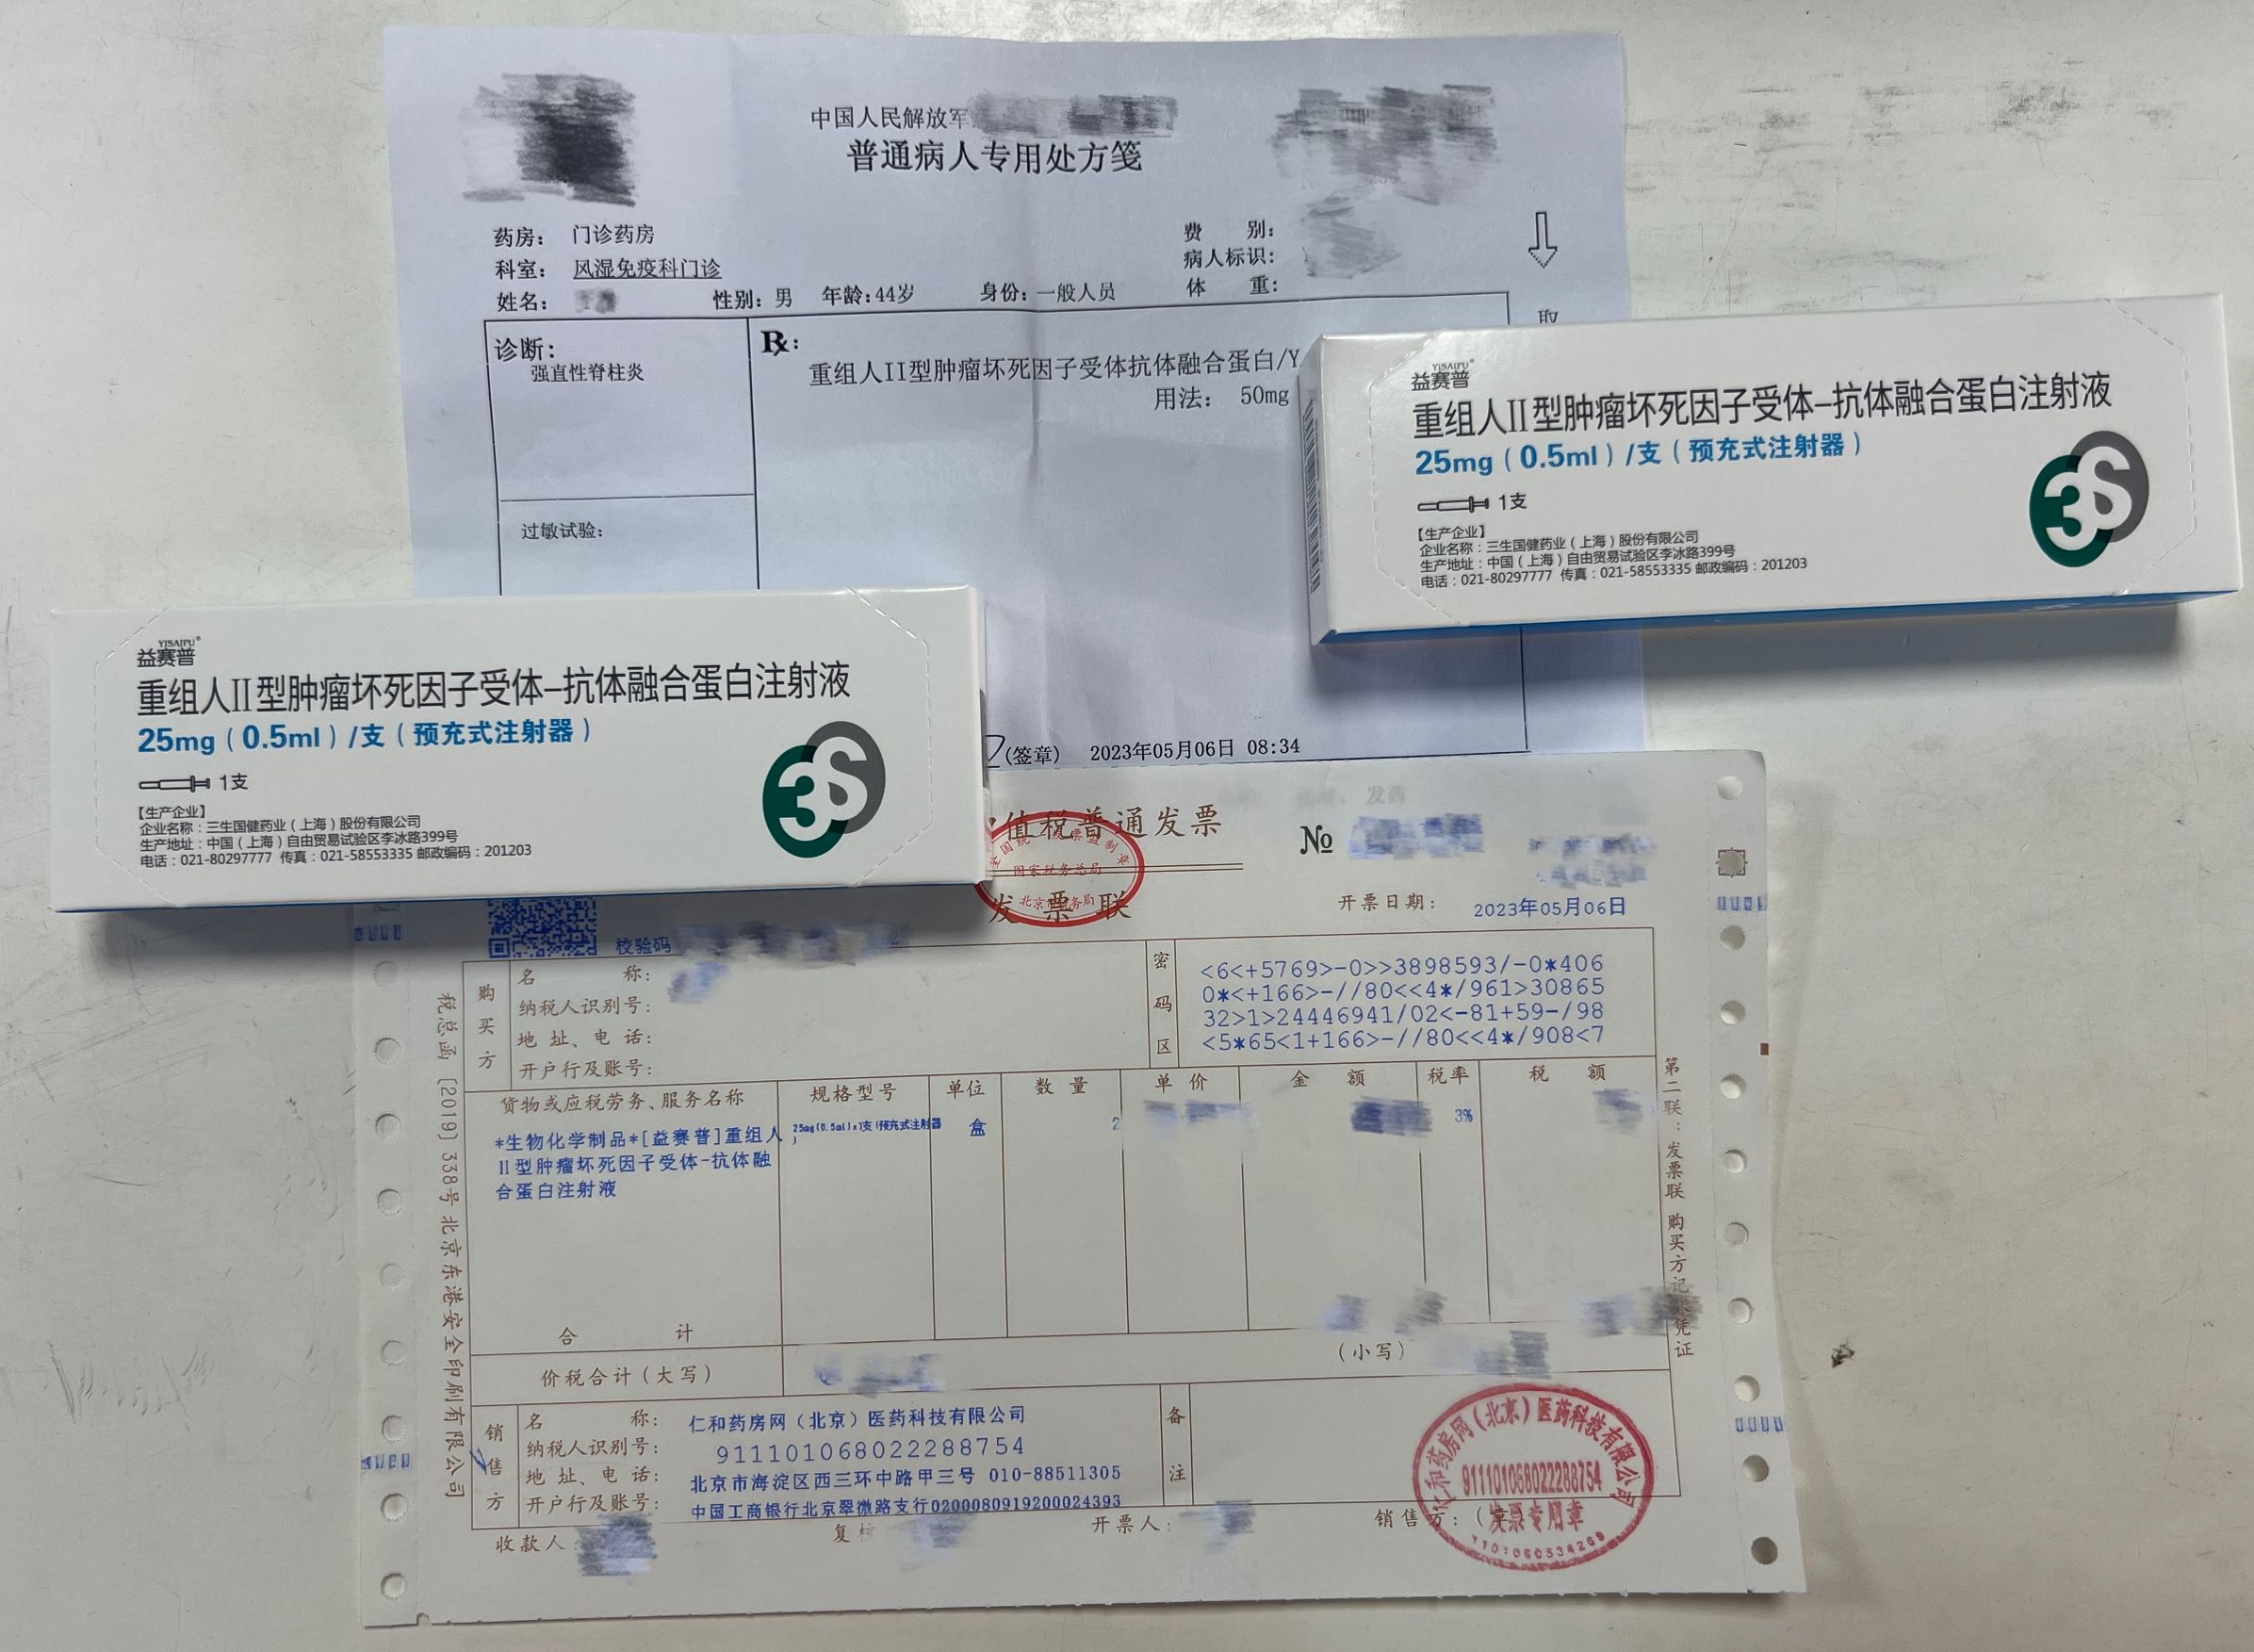 中国人民解放军
普通病人专用处方笺
药房： 门诊药房
费 别：
科室： 风湿免疫科门诊
病人标识：
姓名： 性别：男 年龄：44岁 身份：一般人员
体 重：
取
诊断：
强直性脊柱炎
过敏试验：
Rx：
重组人II型肿瘤坏死因子受体抗体融合蛋白/Y
用法： 50mg
(签章) 2023年05月06日 08:34
YISAIPU®
益赛普
重组人II型肿瘤坏死因子受体-抗体融合蛋白注射液
25mg（0.5ml）/支（预充式注射器）
1支
【生产企业】
企业名称：三生国健药业（上海）股份有限公司
生产地址：中国（上海）自由贸易试验区李冰路399号
电话：021-80297777 传真：021-58553335 邮政编码：201203
3S
YISAIPU®
益赛普
重组人II型肿瘤坏死因子受体-抗体融合蛋白注射液
25mg（0.5ml）/支（预充式注射器）
1支
【生产企业】
企业名称：三生国健药业（上海）股份有限公司
生产地址：中国（上海）自由贸易试验区李冰路399号
电话：021-80297777 传真：021-58553335 邮政编码：201203
3S
发药
值税普通发票
发票联
国家税务总局
№
开票日期： 2023年05月06日
校验码
购买方
名 称：
纳税人识别号：
地 址、电 话：
开户行及账号：
密码区
<6<+5769>-0>>3898593/-0*406
0*<+166>-//80<<4*/961>30865
32>1>24446941/02<-81+59-/98
<5*65<1+166>-//80<<4*/908<7
货物或应税劳务、服务名称 规格型号 单位 数 量 单 价 金 额 税率 税 额
*生物化学制品*[益赛普]重组人 25mg(0.5ml)x1支(预充式注射器 盒 2 3%
II型肿瘤坏死因子受体-抗体融 )
合蛋白注射液
合 计
价税合计（大写） （小写）
销售方
名 称： 仁和药房网（北京）医药科技有限公司
纳税人识别号： 911101068022288754
地 址、电 话： 北京市海淀区西三环中路甲三号 010-88511305
开户行及账号： 中国工商银行北京翠微路支行0200080919200024393
备注
收款人： 复核 开票人： 销售方：（章
仁和药房网（北京）医药科技有限公司
911101068022288754
发票专用章
税总函［2019］338号北京东港安全印刷有限公司
第二联：发票联 购买方记账凭证